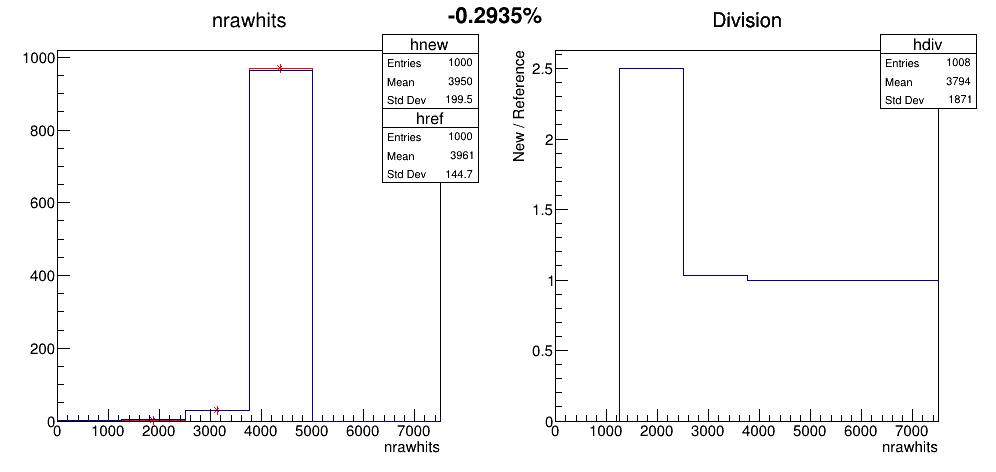 -0.2935%
nrawhits
hnew
Entries 1000
Mean 3950
Std Dev 199.5
href
Entries 1000
Mean 3961
Std Dev 144.7
1000
800
600
400
200
0
0 1000 2000 3000 4000 5000 6000 7000
nrawhits
Division
hdiv
Entries 1008
Mean 3794
Std Dev 1871
New / Reference
2.5
2
1.5
1
0.5
0
0 1000 2000 3000 4000 5000 6000 7000
nrawhits